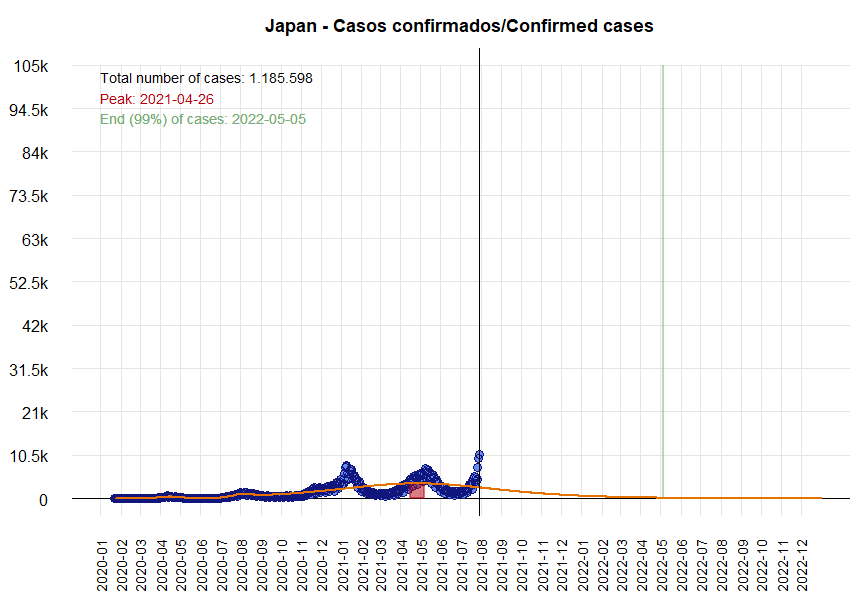 Japan - Casos confirmados/Confirmed cases
105k
94.5k
84k
73.5k
63k
52.5k
42k
31.5k
21k
10.5k
0
Total number of cases: 1.185.598
Peak: 2021-04-26
End (99%) of cases: 2022-05-05
2020-01
2020-02
2020-03
2020-04
2020-05
2020-06
2020-07
2020-08
2020-09
2020-10
2020-11
2020-12
2021-01
2021-02
2021-03
2021-04
2021-05
2021-06
2021-07
2021-08
2021-09
2021-10
2021-11
2021-12
2022-01
2022-02
2022-03
2022-04
2022-05
2022-06
2022-07
2022-08
2022-09
2022-10
2022-11
2022-12